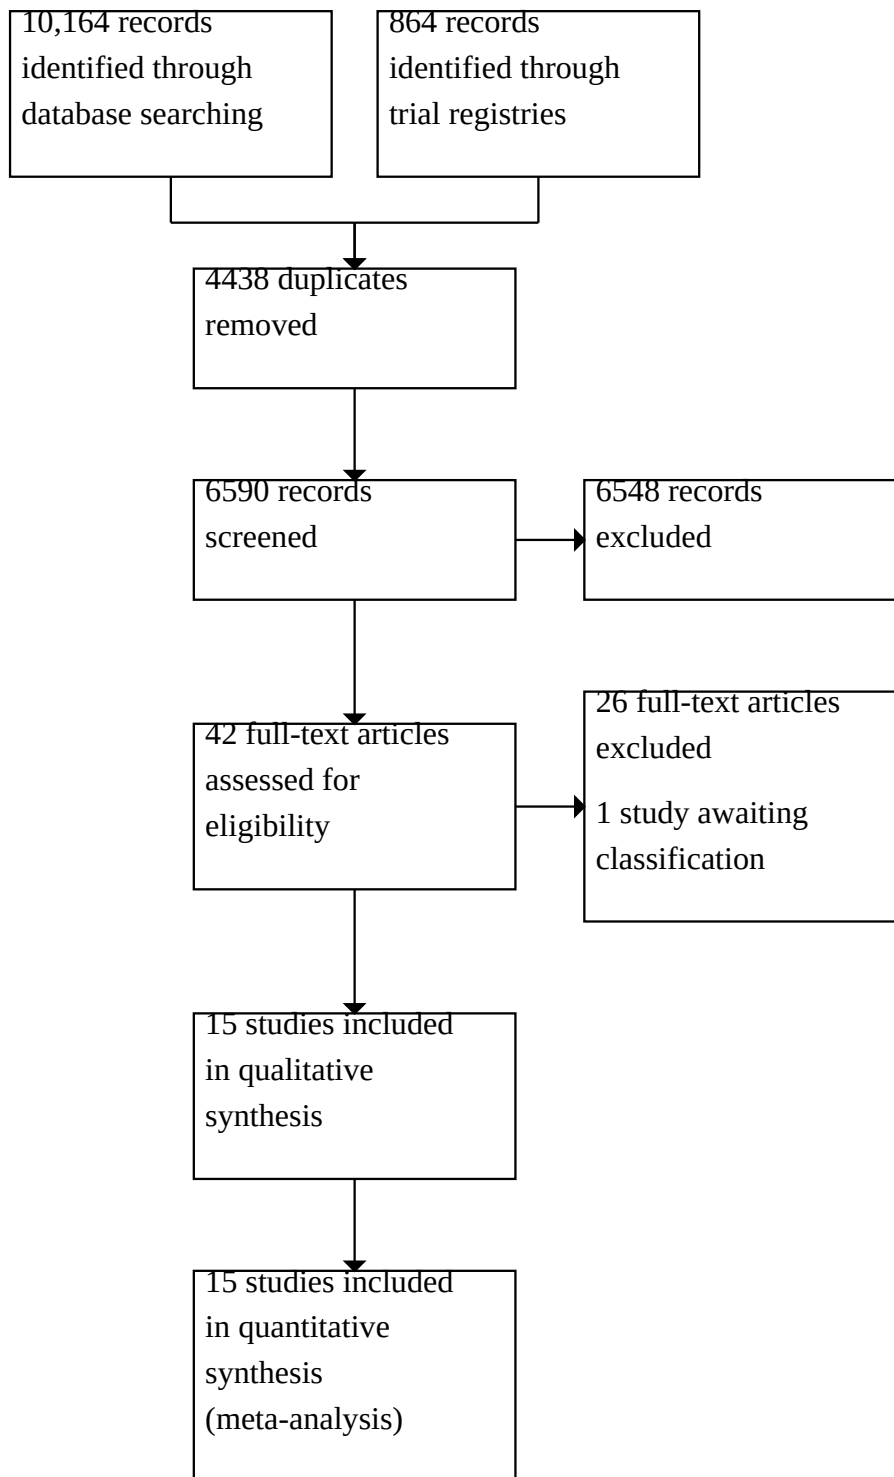 10,164 records
identified through
database searching
864 records
identified through
trial registries
4438 duplicates
removed
6590 records
screened
6548 records
excluded
42 full-text articles
assessed for
eligibility
26 full-text articles
excluded
1 study awaiting
classification
15 studies included
in qualitative
synthesis
15 studies included
in quantitative
synthesis
(meta-analysis)